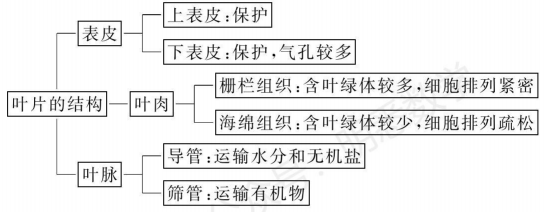 叶片的结构
表皮
上表皮:保护
下表皮:保护,气孔较多
叶肉
栅栏组织:含叶绿体较多,细胞排列紧密
海绵组织:含叶绿体较少,细胞排列疏松
叶脉
导管:运输水分和无机盐
筛管:运输有机物